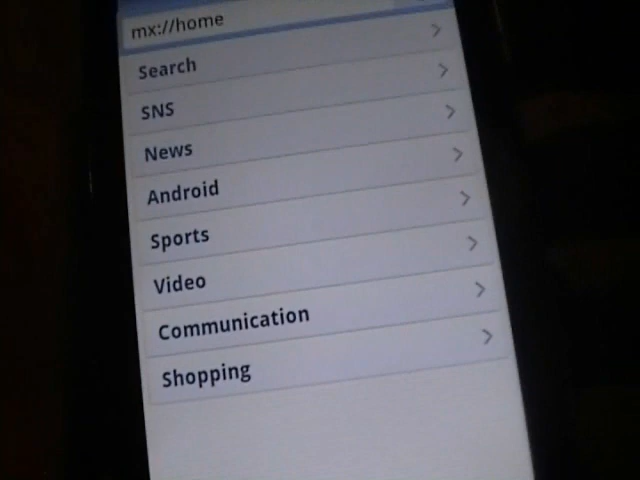 mx://home
Search
SNS
News
Android
Sports
Video
Communication
Shopping